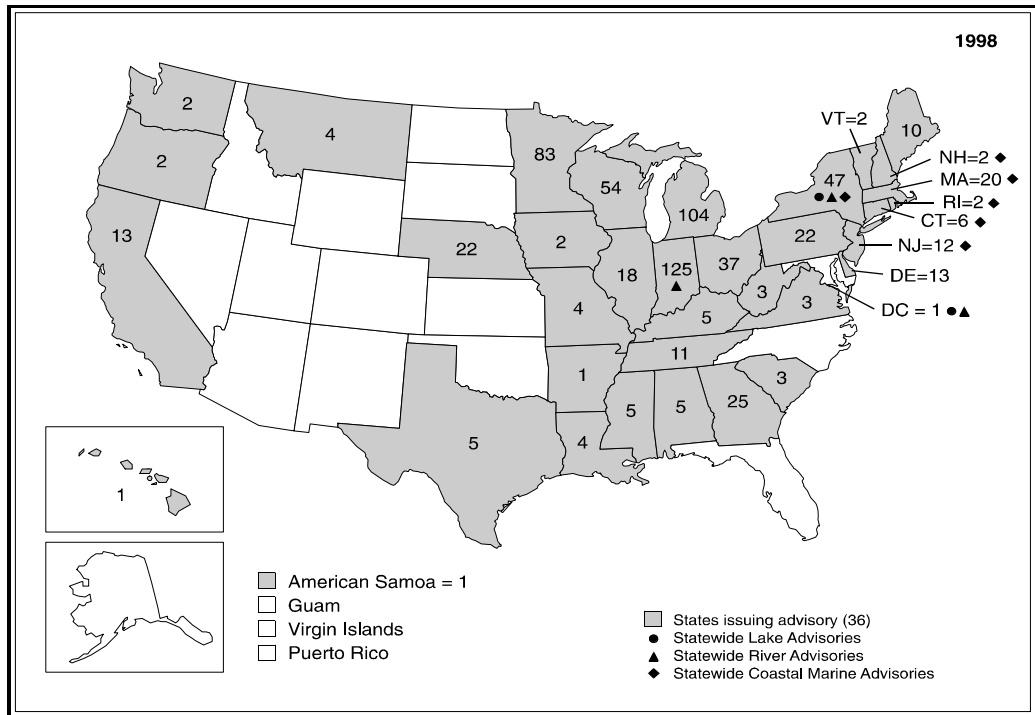 1998
2
4
2
83
VT=2
10
NH=2
MA=20
47
54
RI=2
CT=6
104
13
22
22
NJ=12
2
18
125
37
DE=13
3
3
DC = 1
4
5
11
1
3
5
5
25
5
4
1
American Samoa = 1
Guam
Virgin Islands
Puerto Rico
States issuing advisory (36)
Statewide Lake Advisories
Statewide River Advisories
Statewide Coastal Marine Advisories